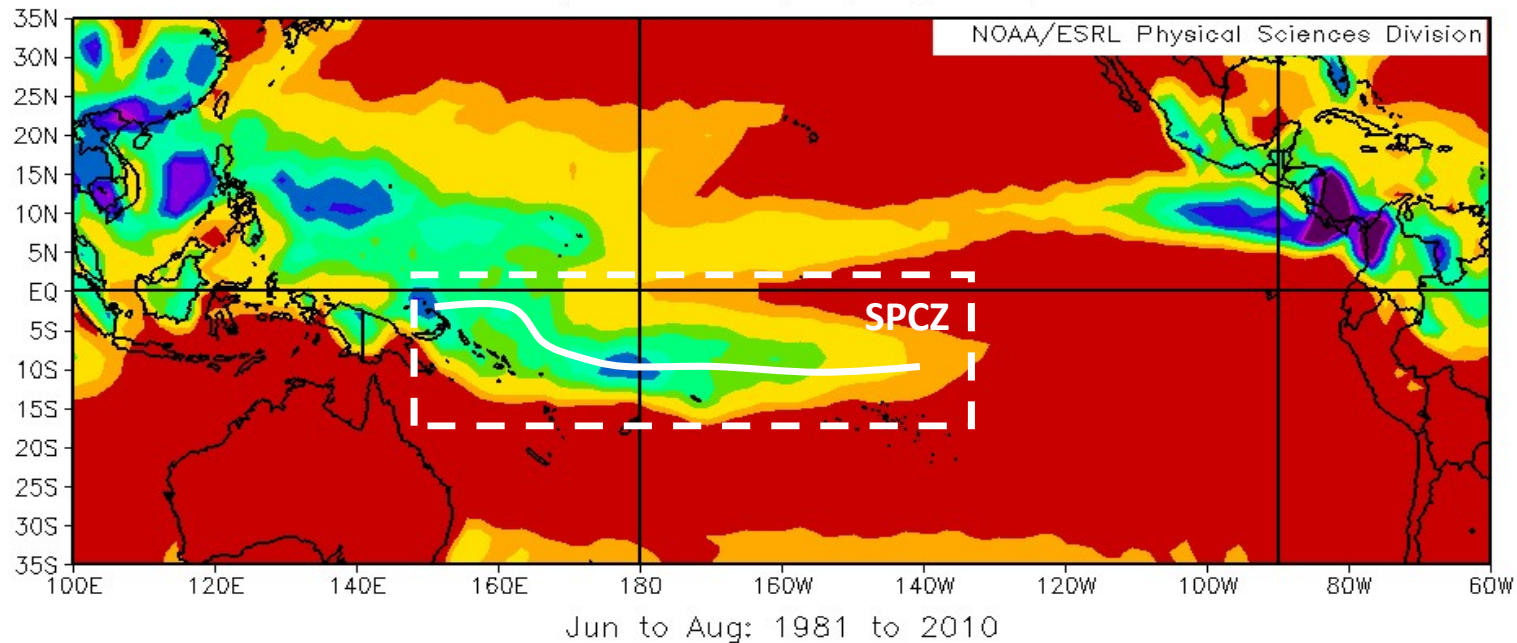 35N
30N
25N
20N
15N
10N
5N
EQ
5S
10S
15S
20S
25S
30S
35S
NOAA/ESRL Physical Sciences Division
SPCZ
100E 120E 140E 160E 180 160W 140W 120W 100W 80W 60W
Jun to Aug: 1981 to 2010